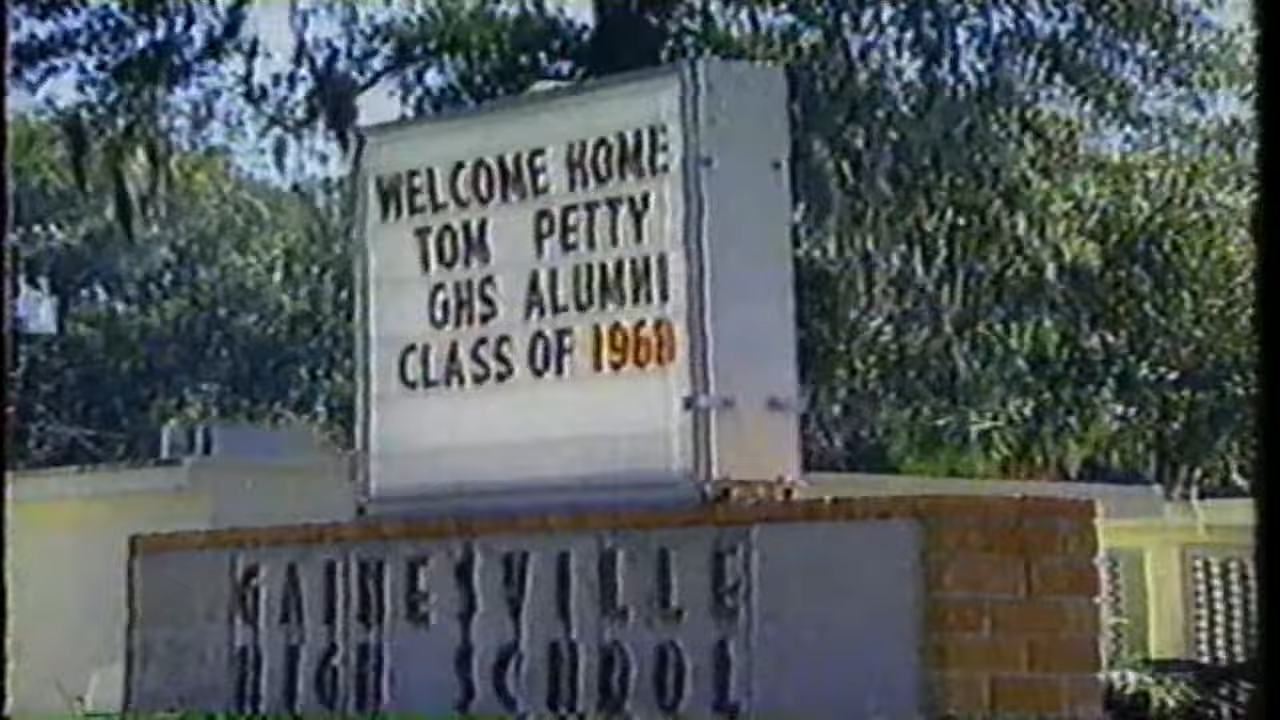 WELCOME HOME
TOM PETTY
GHS ALUMNI
CLASS OF 1968
GAINESVILLE
HIGH SCHOOL